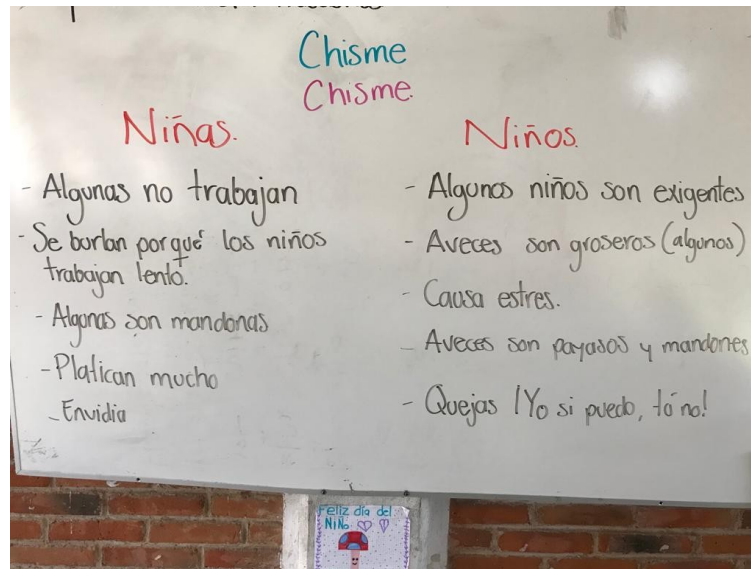 Chisme
Chisme.
Niñas.
- Algunas no trabajan
- Se burlan porqué los niños
trabajan lento.
- Algunas son mandonas
- Platican mucho
- Envidia
Niños.
- Algunos niños son exigentes
- Aveces son groseros (algunos)
- Causa estres.
- Aveces son payasos y mandones
- Quejas ¡Yo si puedo, tú no!
Feliz día del
NiÑo